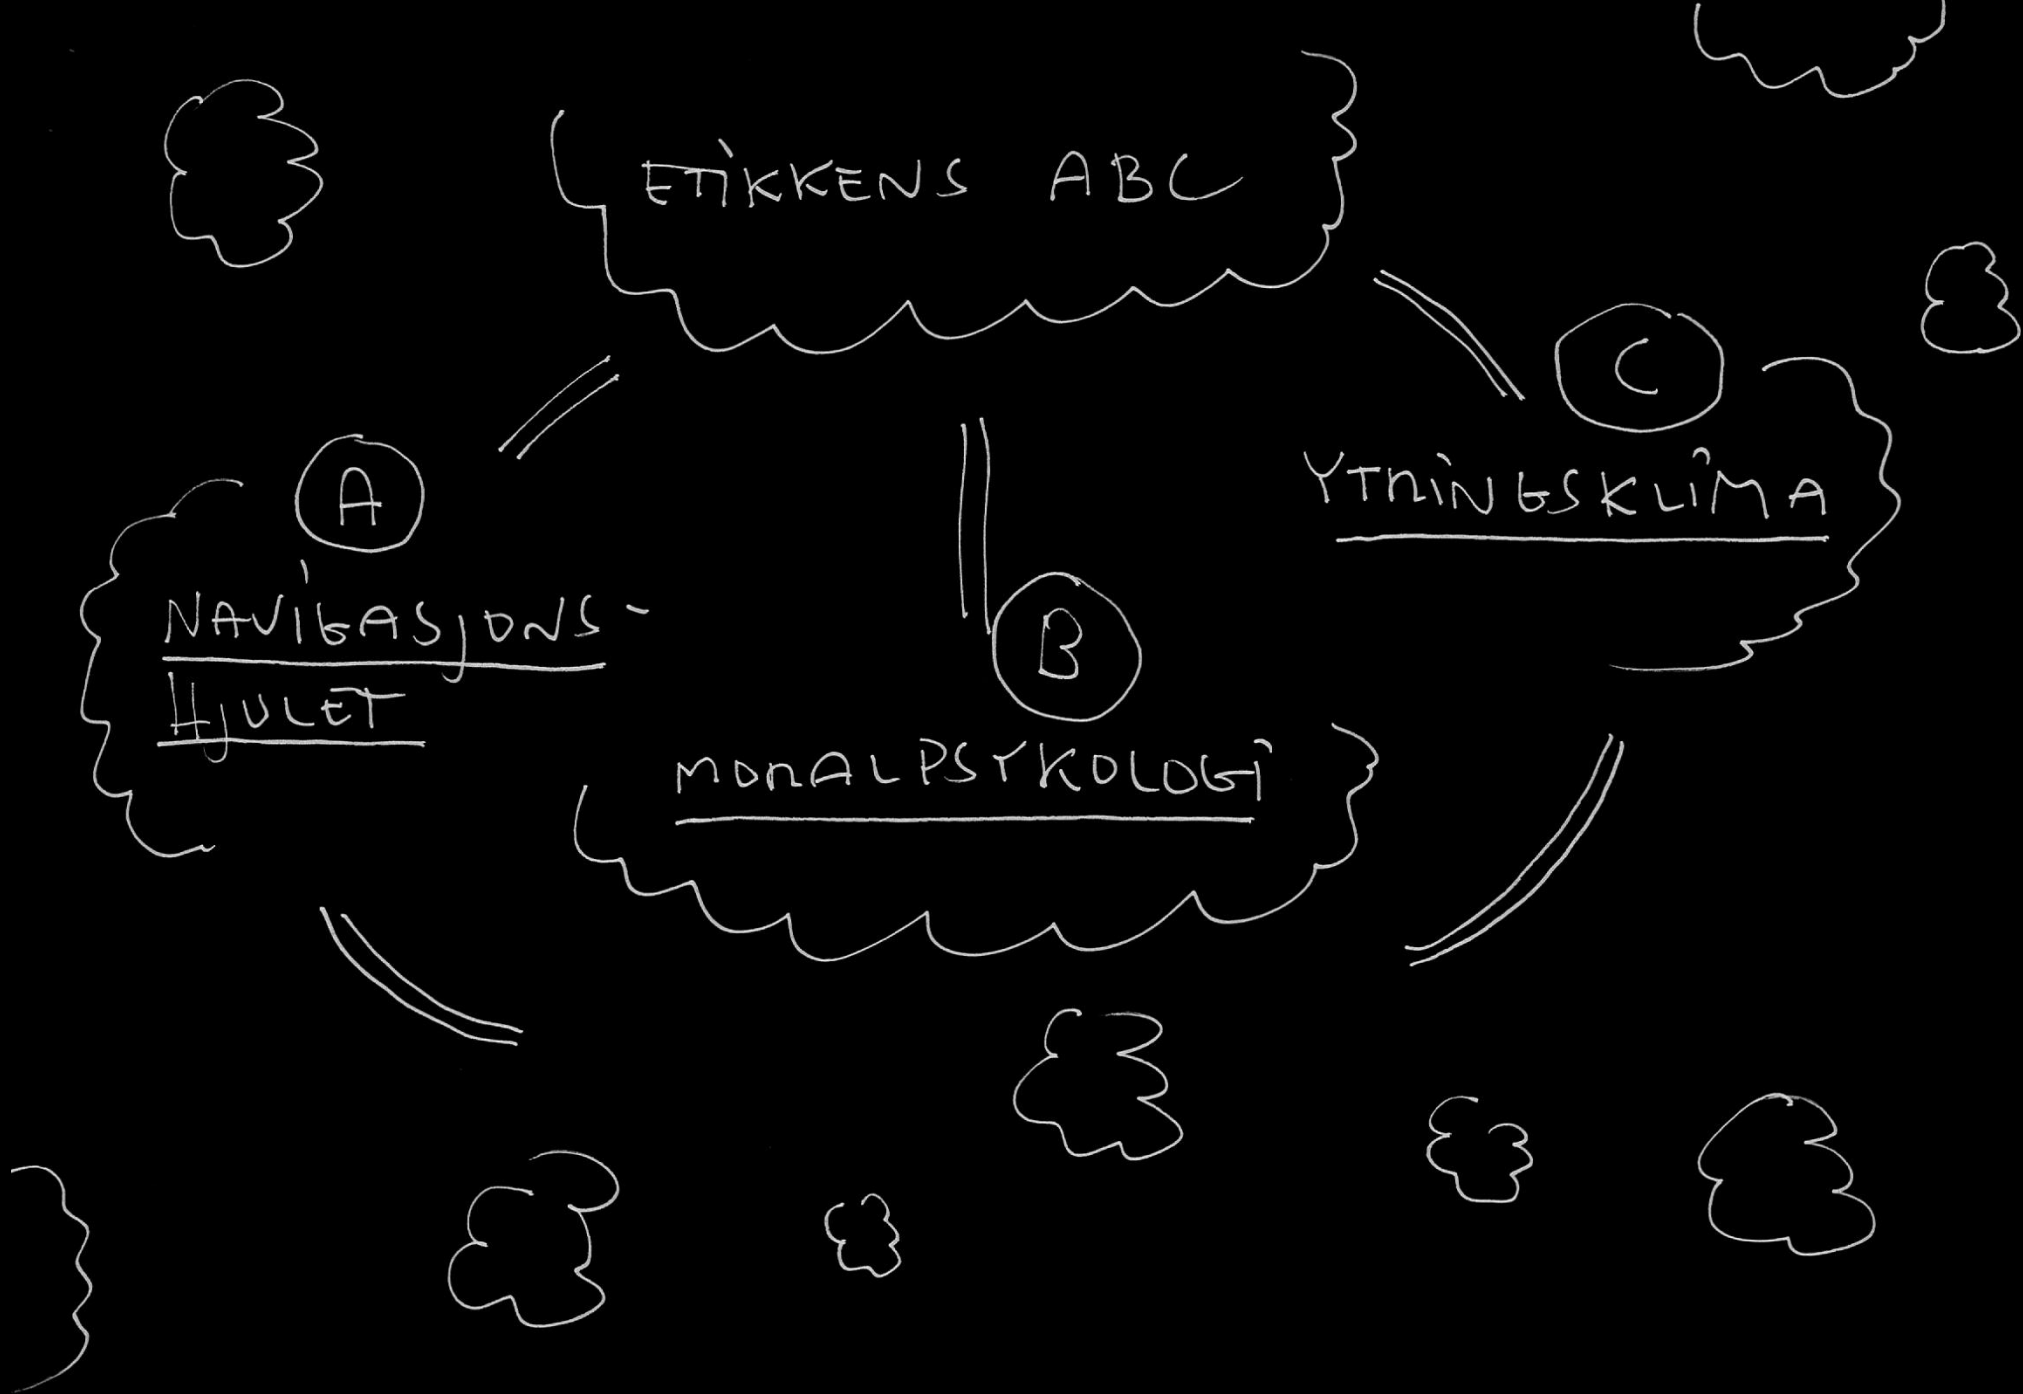 ETIKKENS ABC
A
NAVIGASJONS-
HJULET
B
MORALPSYKOLOGI
C
YTRINGSKLIMA